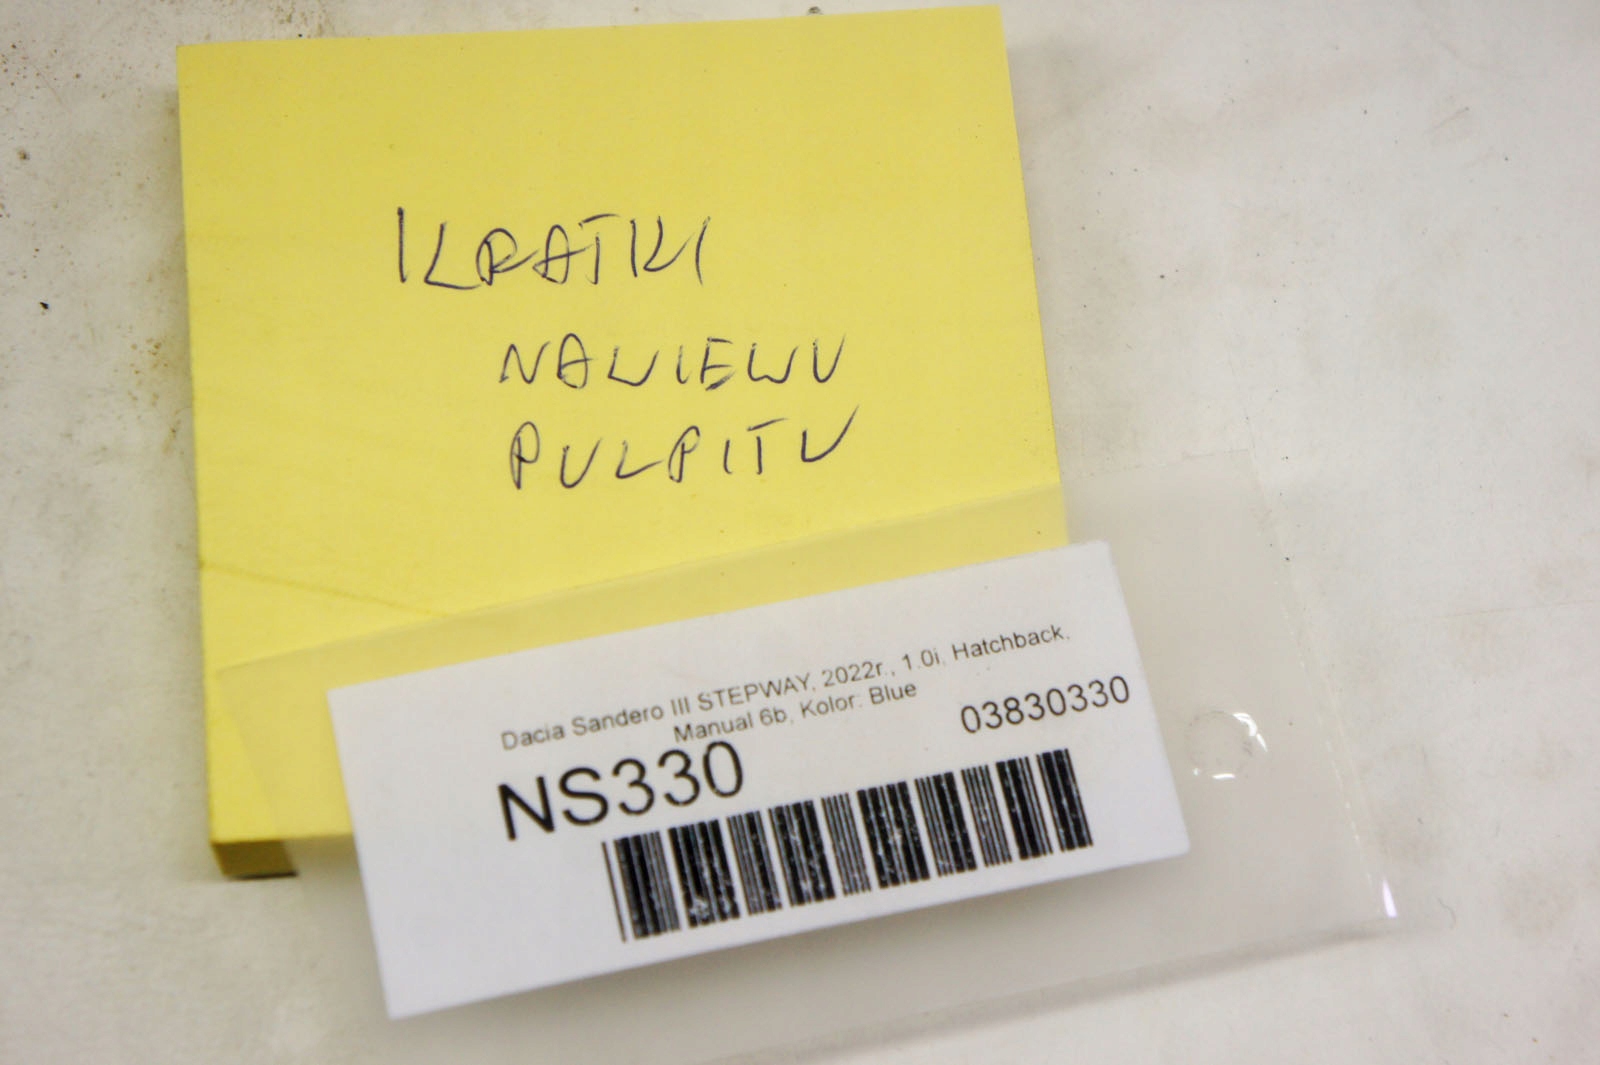 KRATKI
NAWIEWU
PULPITU
Dacia Sandero III STEPWAY, 2022r., 1.0i, Hatchback,
Manual 6b, Kolor: Blue
NS330
03830330